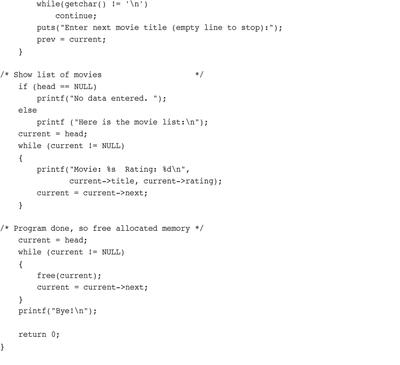 while(getchar() != '\n')
continue;
puts("Enter next movie title (empty line to stop):");
prev = current;
}
/* Show list of movies */
if (head == NULL)
printf("No data entered. ");
else
printf ("Here is the movie list:\n");
current = head;
while (current != NULL)
{
printf("Movie: %s Rating: %d\n",
current->title, current->rating);
current = current->next;
}
/* Program done, so free allocated memory */
current = head;
while (current != NULL)
{
free(current);
current = current->next;
}
printf("Bye!\n");
return 0;
}